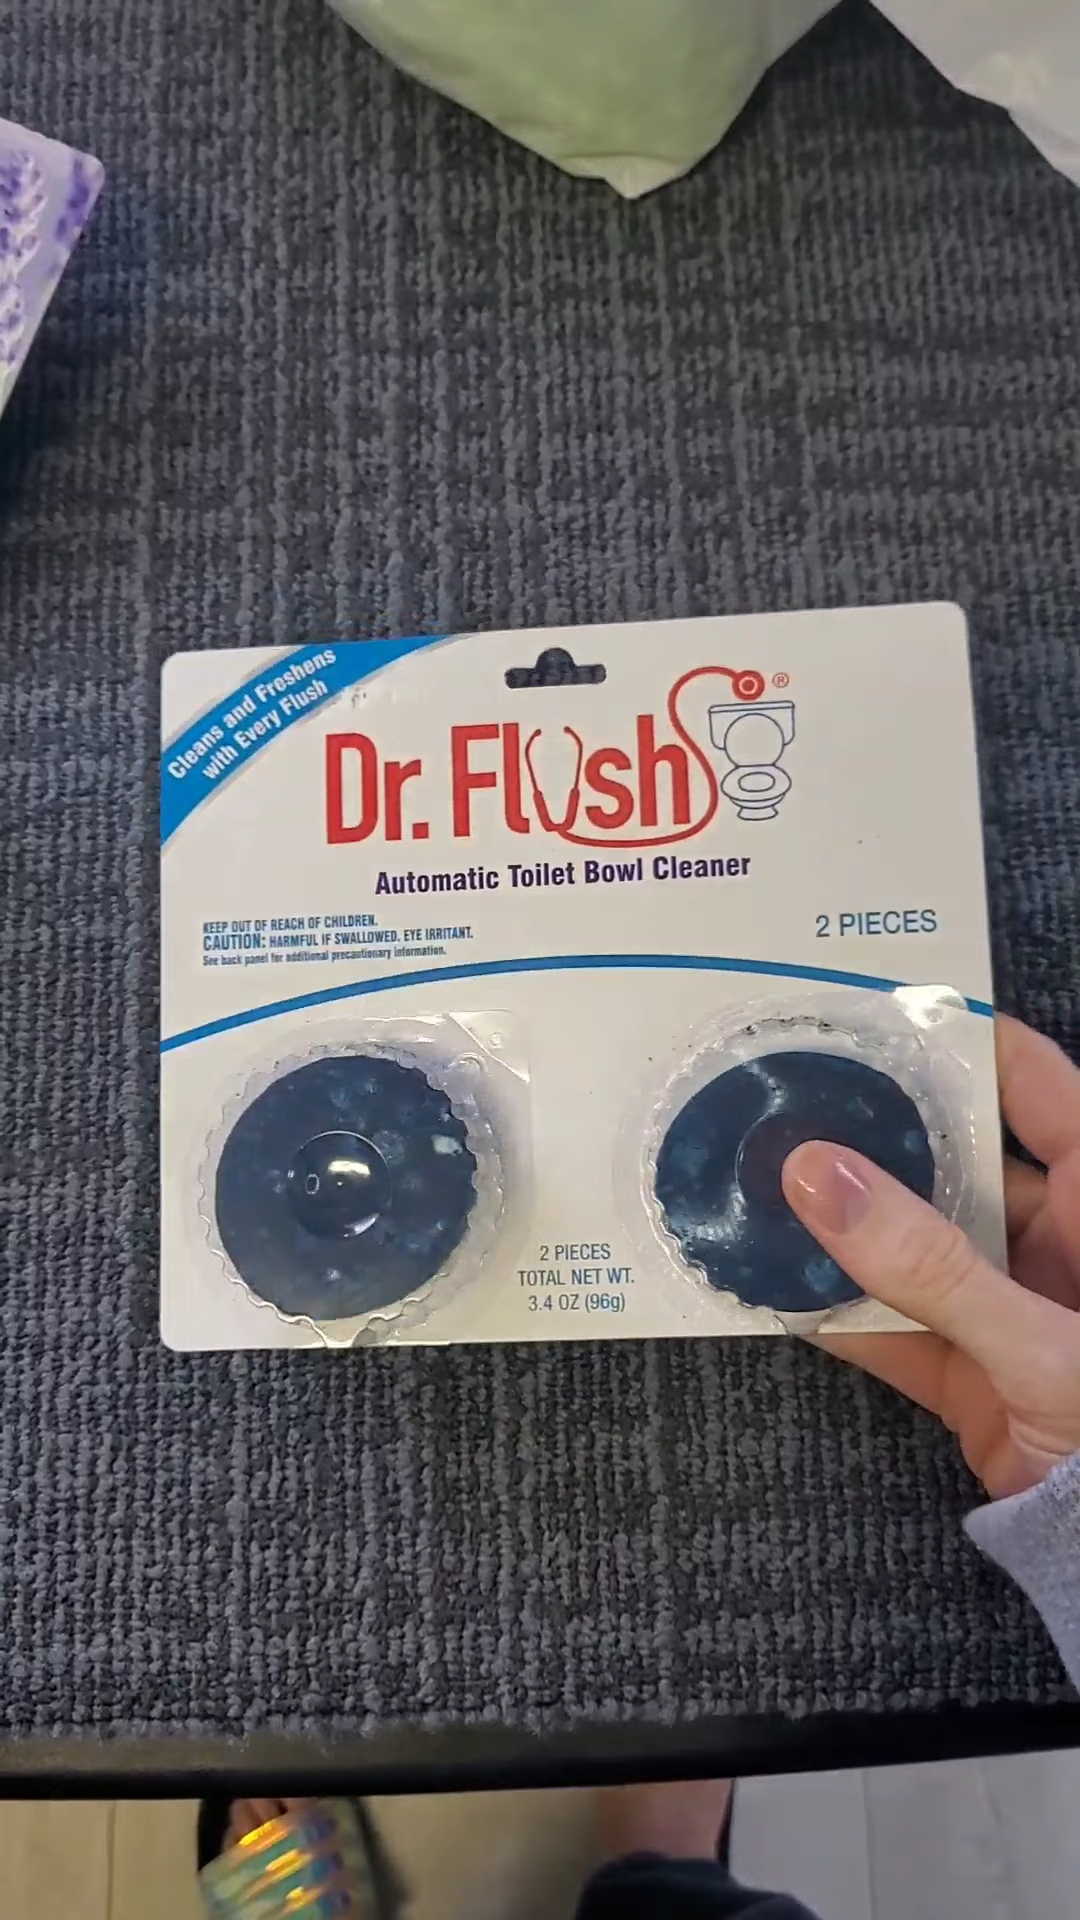 Cleans and Freshens
with Every Flush
Dr. Flush®
Automatic Toilet Bowl Cleaner
KEEP OUT OF REACH OF CHILDREN.
CAUTION: HARMFUL IF SWALLOWED. EYE IRRITANT.
See back panel for additional precautionary information.
2 PIECES
2 PIECES
TOTAL NET WT.
3.4 OZ (96g)